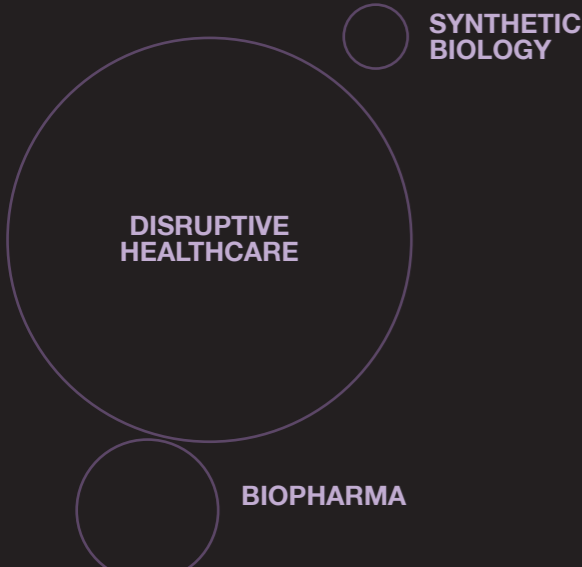 SYNTHETIC
BIOLOGY
DISRUPTIVE
HEALTHCARE
BIOPHARMA